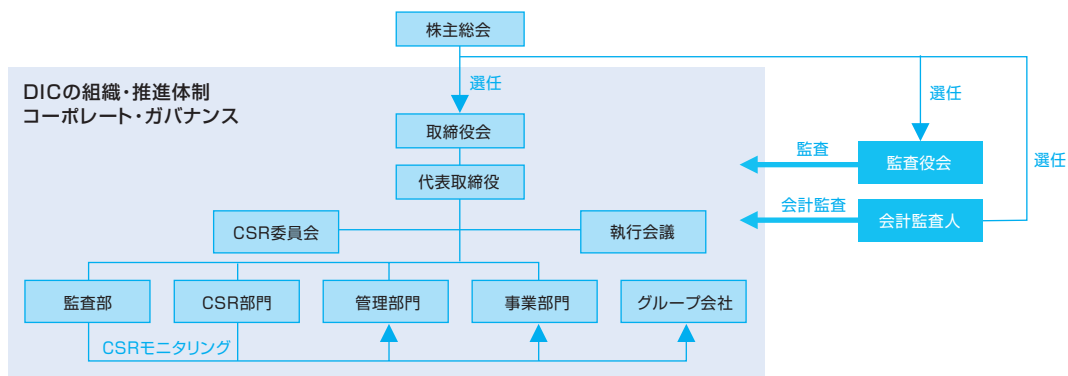 株主総会
DICの組織・推進体制
コーポレート・ガバナンス
選任
選任
取締役会
監査
監査役会
選任
代表取締役
会計監査
会計監査人
CSR委員会
執行会議
監査部
CSR部門
管理部門
事業部門
グループ会社
CSRモニタリング